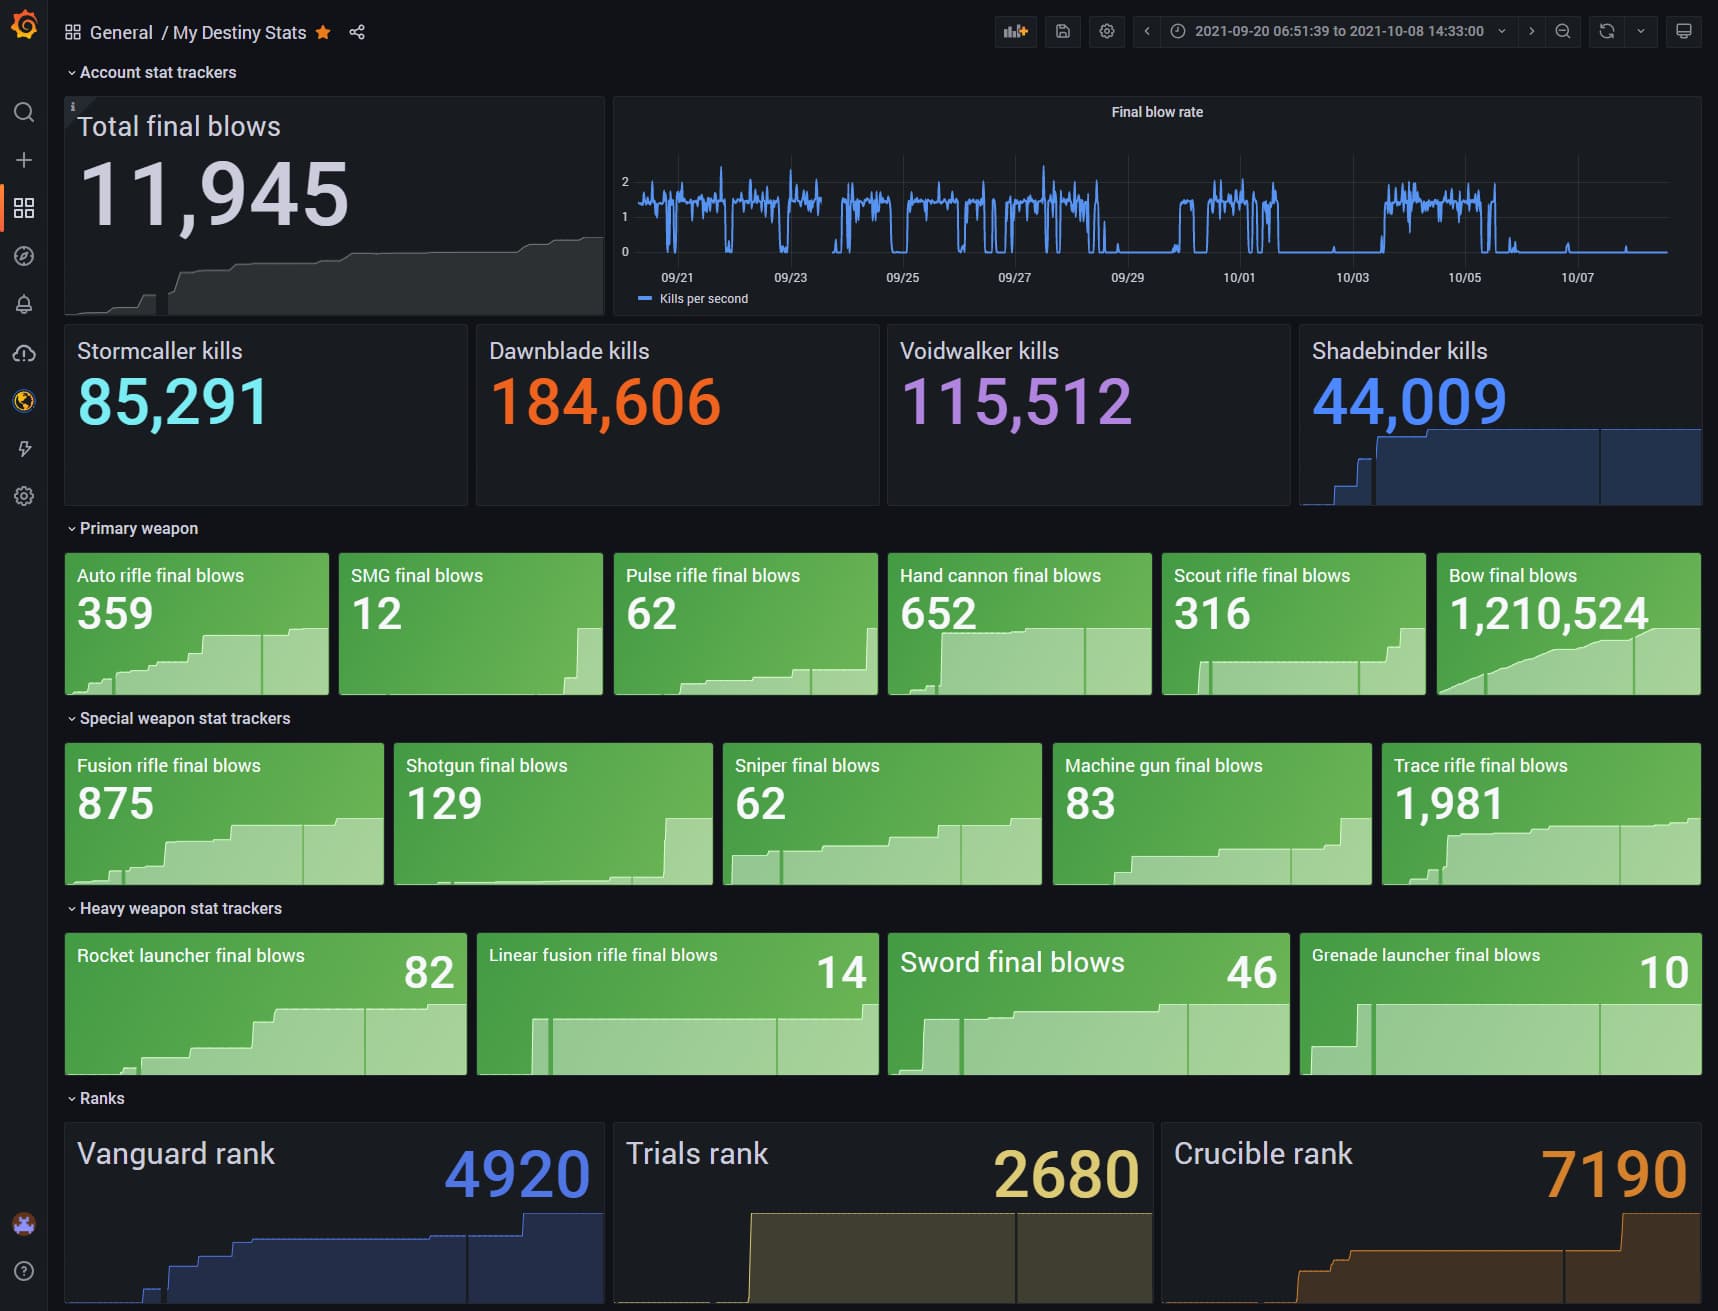 General / My Destiny Stats
2021-09-20 06:51:39 to 2021-10-08 14:33:00
Account stat trackers
i
Total final blows
11,945
Final blow rate
2
1
0
09/21 09/23 09/25 09/27 09/29 10/01 10/03 10/05 10/07
Kills per second
Stormcaller kills
85,291
Dawnblade kills
184,606
Voidwalker kills
115,512
Shadebinder kills
44,009
Primary weapon
Auto rifle final blows
359
SMG final blows
12
Pulse rifle final blows
62
Hand cannon final blows
652
Scout rifle final blows
316
Bow final blows
1,210,524
Special weapon stat trackers
Fusion rifle final blows
875
Shotgun final blows
129
Sniper final blows
62
Machine gun final blows
83
Trace rifle final blows
1,981
Heavy weapon stat trackers
Rocket launcher final blows
82
Linear fusion rifle final blows
14
Sword final blows
46
Grenade launcher final blows
10
Ranks
Vanguard rank
4920
Trials rank
2680
Crucible rank
7190